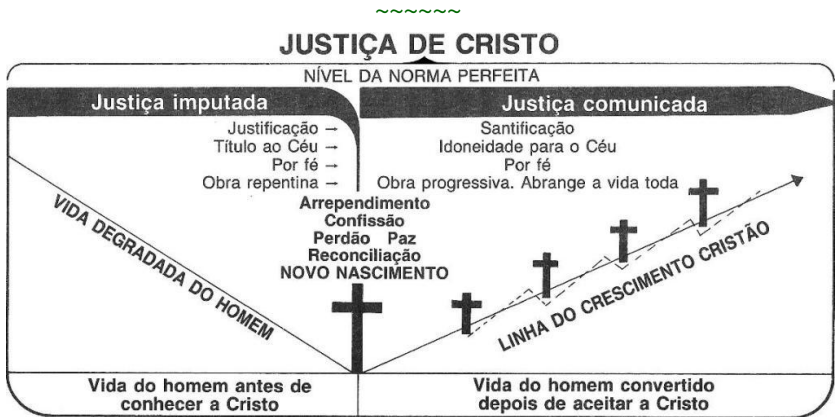 ~~~~~~
JUSTIÇA DE CRISTO
NÍVEL DA NORMA PERFEITA
Justiça imputada
Justiça comunicada
Justificação →
Título ao Céu →
Por fé →
Obra repentina →
Santificação
Idoneidade para o Céu
Por fé
Obra progressiva. Abrange a vida toda
Arrependimento
Confissão
Perdão Paz
Reconciliação
NOVO NASCIMENTO
VIDA DEGRADADA DO HOMEM
LINHA DO CRESCIMENTO CRISTÃO
Vida do homem antes de
conhecer a Cristo
Vida do homem convertido
depois de aceitar a Cristo